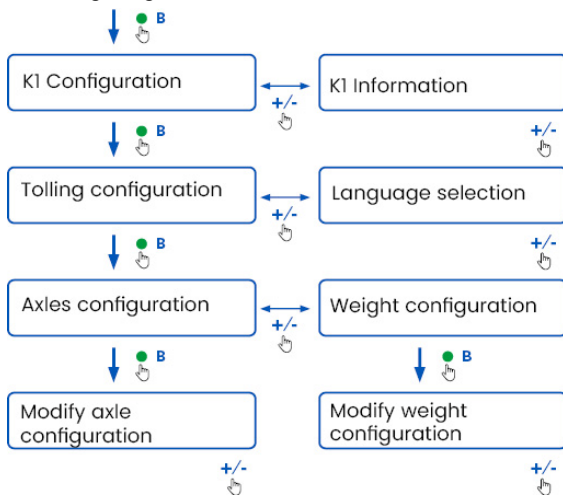 B
K1 Configuration
+/-
K1 Information
B
+/-
Tolling configuration
+/-
Language selection
B
+/-
Axles configuration
+/-
Weight configuration
B
B
Modify axle
configuration
Modify weight
configuration
+/-
+/-